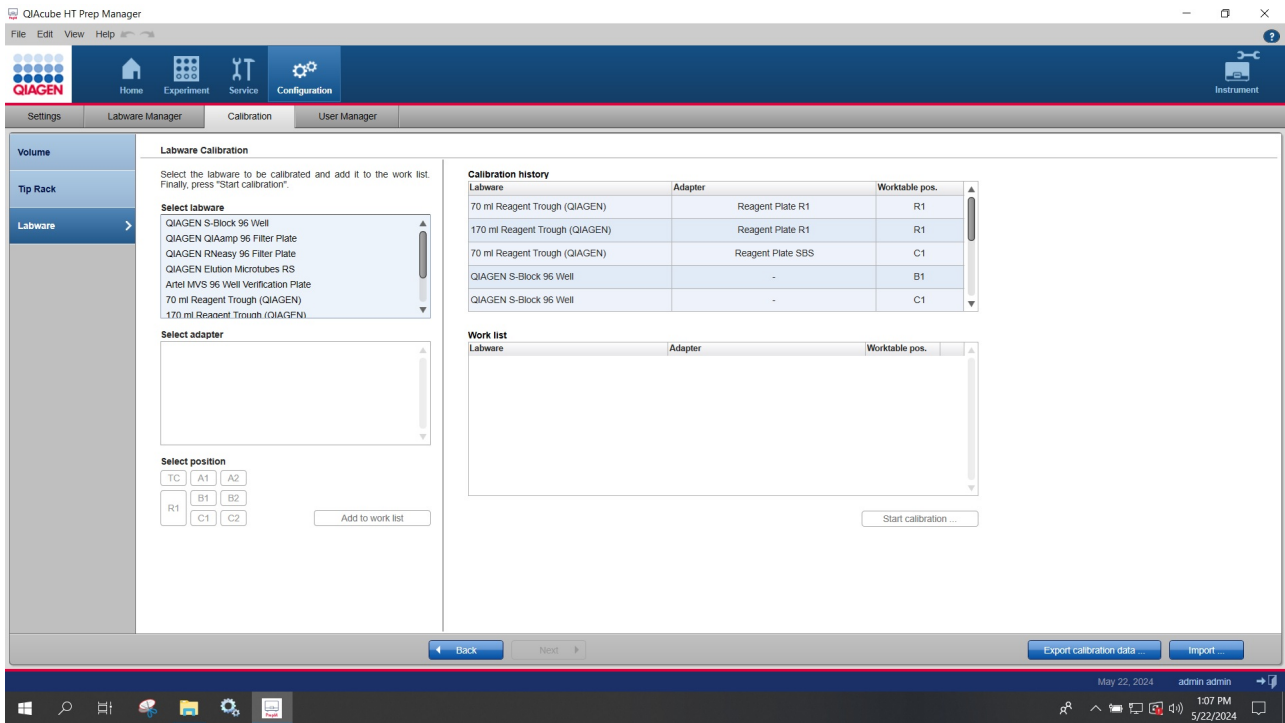 QIAcube HT Prep Manager
File Edit View Help
?
QIAGEN
Home Experiment Service Configuration Instrument
Settings Labware Manager Calibration User Manager
Volume
Tip Rack
Labware
Labware Calibration
Select the labware to be calibrated and add it to the work list.
Finally, press "Start calibration".
Select labware
QIAGEN S-Block 96 Well
QIAGEN QIAamp 96 Filter Plate
QIAGEN RNeasy 96 Filter Plate
QIAGEN Elution Microtubes RS
Artel MVS 96 Well Verification Plate
70 ml Reagent Trough (QIAGEN)
170 ml Reagent Trough (QIAGEN)
Select adapter
Select position
TC A1 A2
R1 B1 B2
C1 C2
Add to work list
Calibration history
Labware Adapter Worktable pos.
70 ml Reagent Trough (QIAGEN) Reagent Plate R1 R1
170 ml Reagent Trough (QIAGEN) Reagent Plate R1 R1
70 ml Reagent Trough (QIAGEN) Reagent Plate SBS C1
QIAGEN S-Block 96 Well - B1
QIAGEN S-Block 96 Well - C1
Work list
Labware Adapter Worktable pos.
Start calibration ...
Back Next Export calibration data ... Import ...
May 22, 2024 admin admin
1:07 PM
5/22/2024